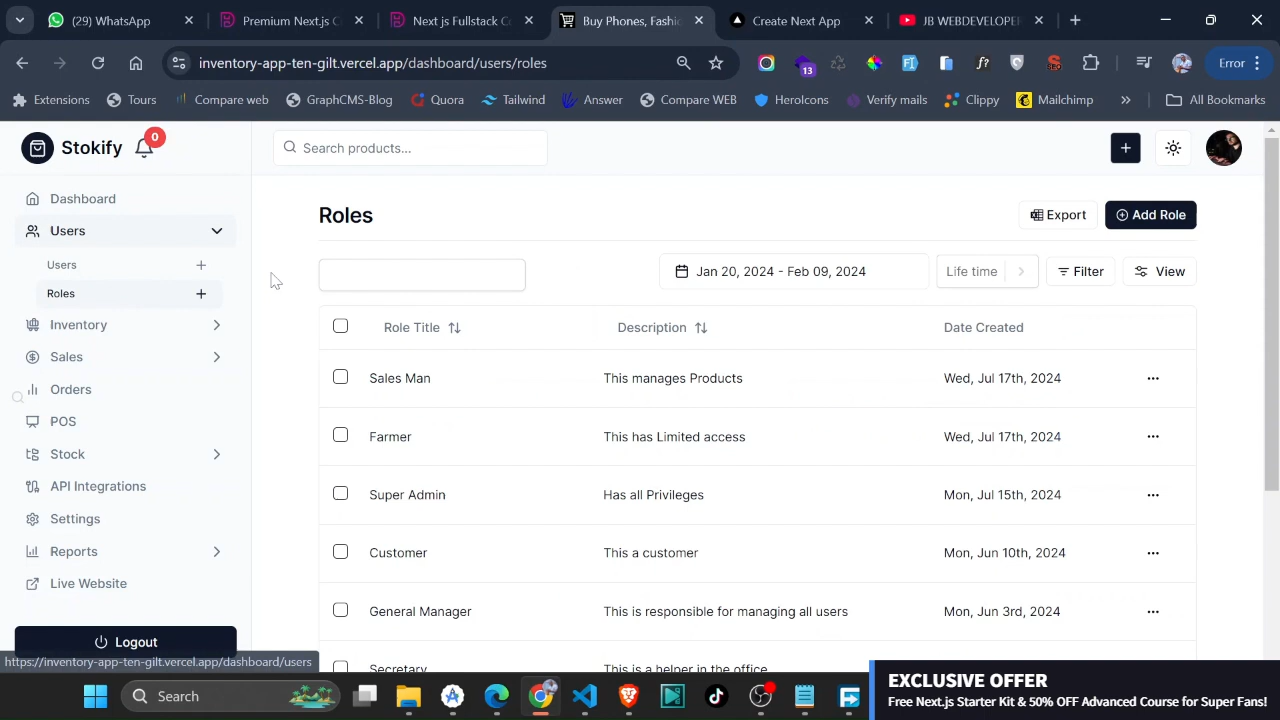 (29) WhatsApp
Premium Next.js C
Next js Fullstack C
Buy Phones, Fashi
Create Next App
JB WEBDEVELOPER
inventory-app-ten-gilt.vercel.app/dashboard/users/roles
13
Error
Extensions
Tours
Compare web
GraphCMS-Blog
Quora
Tailwind
Answer
Compare WEB
HeroIcons
Verify mails
Clippy
Mailchimp
All Bookmarks
Stokify
0
Search products...
Dashboard
Users
Users
Roles
Inventory
Sales
Orders
POS
Stock
API Integrations
Settings
Reports
Live Website
Logout
https://inventory-app-ten-gilt.vercel.app/dashboard/users
Roles
Export
Add Role
Jan 20, 2024 - Feb 09, 2024
Life time
Filter
View
Role Title
Description
Date Created
Sales Man
This manages Products
Wed, Jul 17th, 2024
Farmer
This has Limited access
Wed, Jul 17th, 2024
Super Admin
Has all Privileges
Mon, Jul 15th, 2024
Customer
This a customer
Mon, Jun 10th, 2024
General Manager
This is responsible for managing all users
Mon, Jun 3rd, 2024
Secretary
This is a helper in the office
Search
EXCLUSIVE OFFER
Free Next.js Starter Kit & 50% OFF Advanced Course for Super Fans!